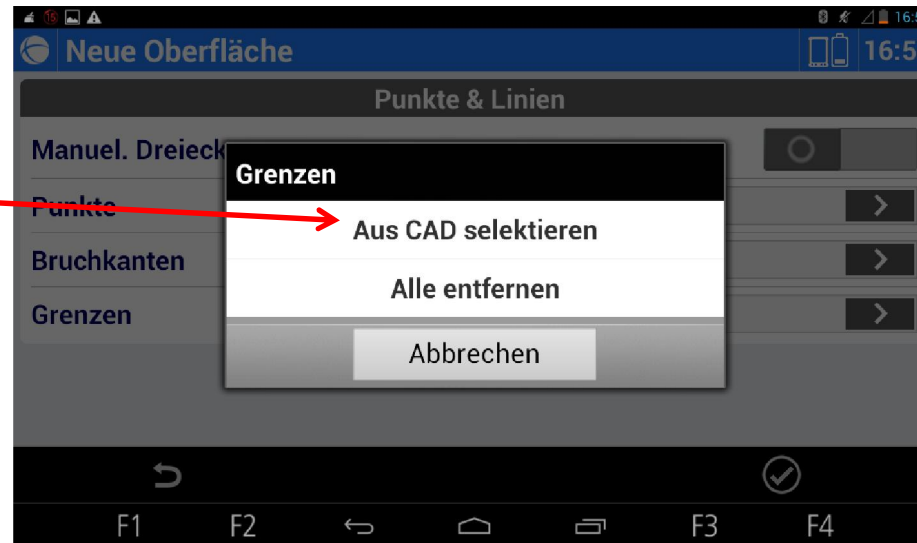 15 16:5
Neue Oberfläche 16:5
Punkte & Linien
Manuel. Dreieck
Grenzen
Punkte
Aus CAD selektieren
Bruchkanten
Alle entfernen
Grenzen
Abbrechen
F1 F2 F3 F4